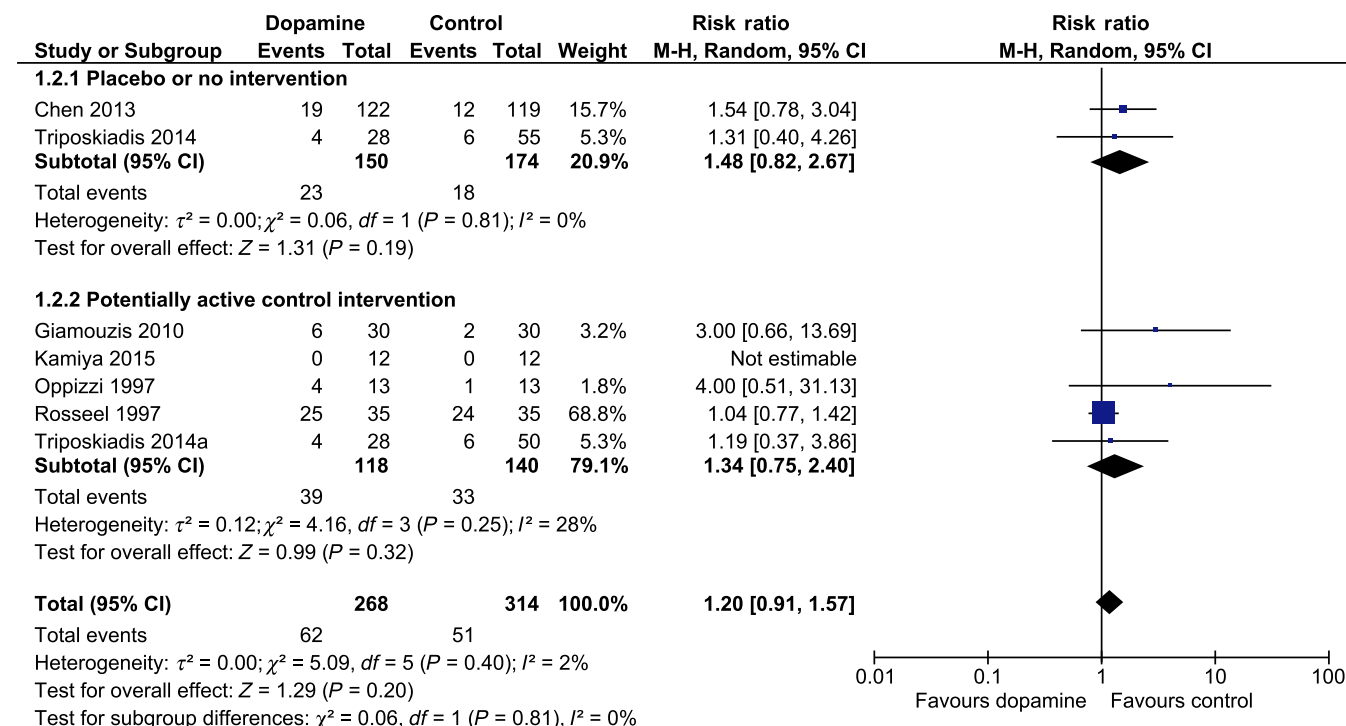 Dopamine Control Risk ratio Risk ratio
Study or Subgroup Events Total Events Total Weight M-H, Random, 95% CI M-H, Random, 95% CI
1.2.1 Placebo or no intervention
Chen 2013 19 122 12 119 15.7% 1.54 [0.78, 3.04]
Triposkiadis 2014 4 28 6 55 5.3% 1.31 [0.40, 4.26]
Subtotal (95% CI) 150 174 20.9% 1.48 [0.82, 2.67]
Total events 23 18
Heterogeneity: τ² = 0.00; χ² = 0.06, df = 1 (P = 0.81); I² = 0%
Test for overall effect: Z = 1.31 (P = 0.19)
1.2.2 Potentially active control intervention
Giamouzis 2010 6 30 2 30 3.2% 3.00 [0.66, 13.69]
Kamiya 2015 0 12 0 12 Not estimable
Oppizzi 1997 4 13 1 13 1.8% 4.00 [0.51, 31.13]
Rosseel 1997 25 35 24 35 68.8% 1.04 [0.77, 1.42]
Triposkiadis 2014a 4 28 6 50 5.3% 1.19 [0.37, 3.86]
Subtotal (95% CI) 118 140 79.1% 1.34 [0.75, 2.40]
Total events 39 33
Heterogeneity: τ² = 0.12; χ² = 4.16, df = 3 (P = 0.25); I² = 28%
Test for overall effect: Z = 0.99 (P = 0.32)
Total (95% CI) 268 314 100.0% 1.20 [0.91, 1.57]
Total events 62 51
Heterogeneity: τ² = 0.00; χ² = 5.09, df = 5 (P = 0.40); I² = 2%
Test for overall effect: Z = 1.29 (P = 0.20)
Test for subgroup differences: χ² = 0.06, df = 1 (P = 0.81), I² = 0%
0.01 0.1 1 10 100
Favours dopamine Favours control